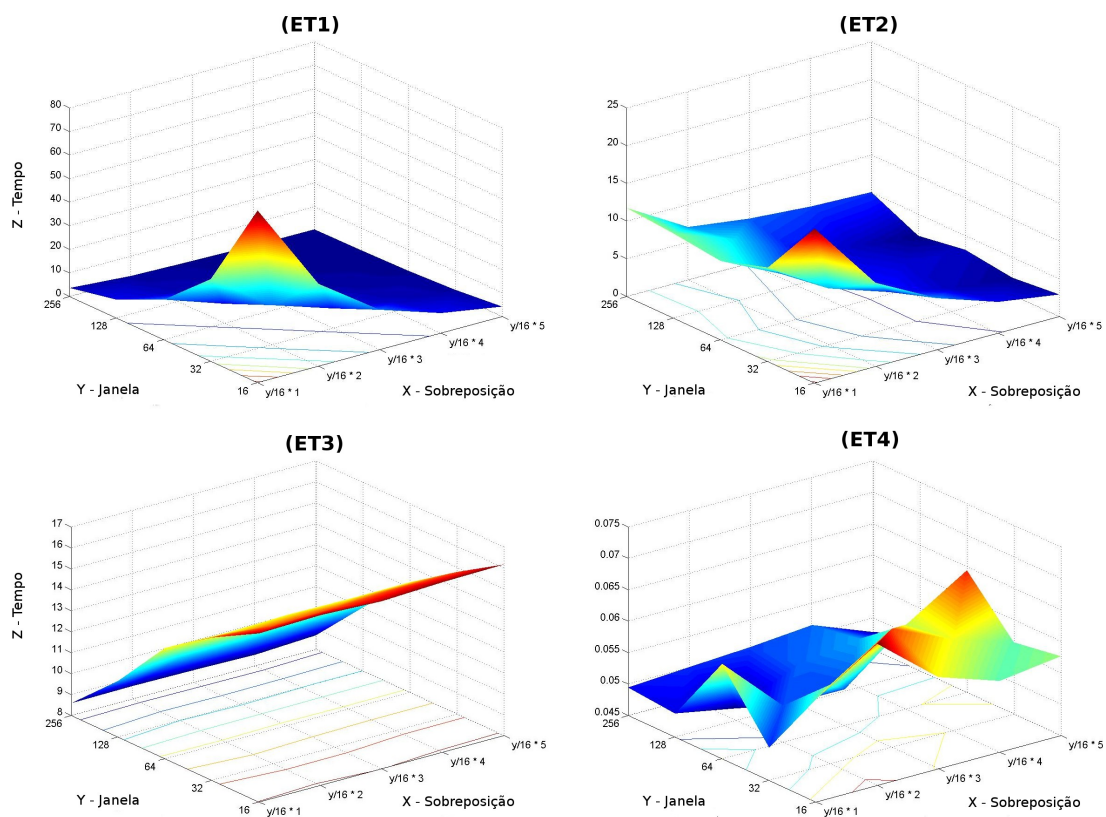 (ET1)
80
70
60
50
40
30
20
10
0
Z - Tempo
256
128
64
32
16
Y - Janela
y/16 * 1
y/16 * 2
y/16 * 3
y/16 * 4
y/16 * 5
X - Sobreposição
(ET2)
25
20
15
10
5
0
256
128
64
32
16
Y - Janela
y/16 * 1
y/16 * 2
y/16 * 3
y/16 * 4
y/16 * 5
X - Sobreposição
(ET3)
17
16
15
14
13
12
11
10
9
8
Z - Tempo
256
128
64
32
16
Y - Janela
y/16 * 1
y/16 * 2
y/16 * 3
y/16 * 4
y/16 * 5
X - Sobreposição
(ET4)
0.075
0.07
0.065
0.06
0.055
0.05
0.045
256
128
64
32
16
Y - Janela
y/16 * 1
y/16 * 2
y/16 * 3
y/16 * 4
y/16 * 5
X - Sobreposição